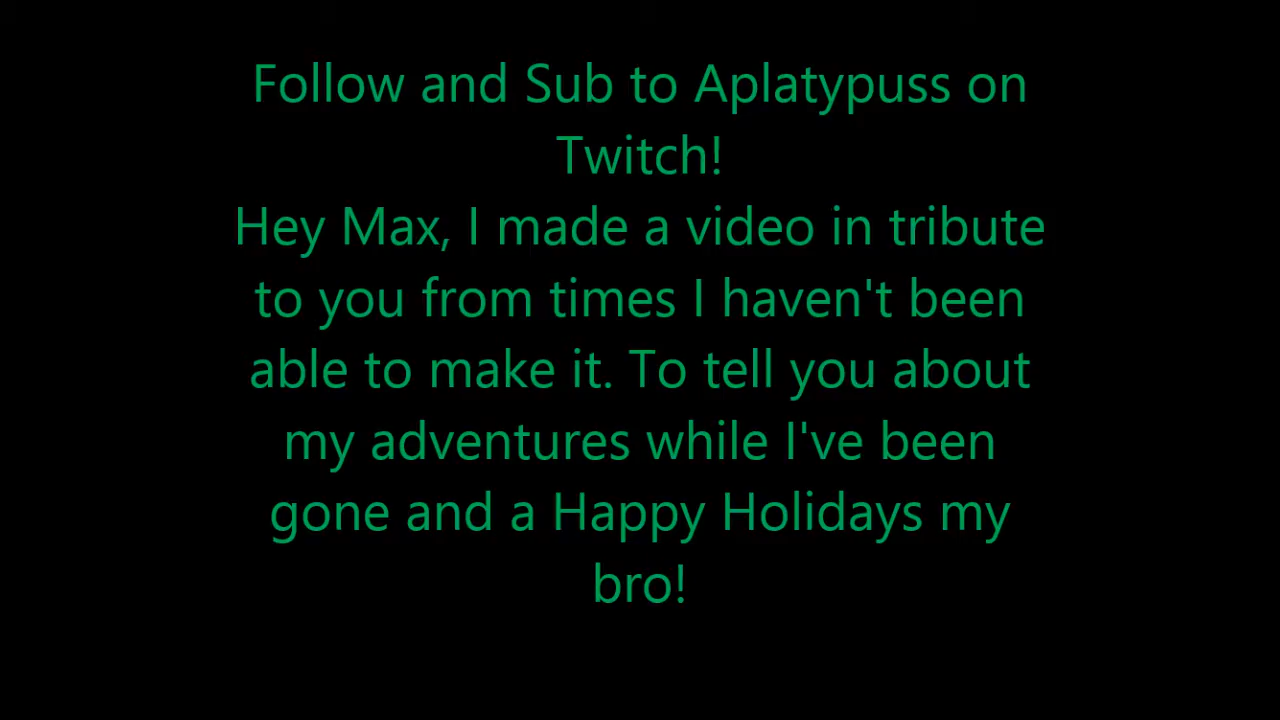 Follow and Sub to Aplatypuss on
Twitch!
Hey Max, I made a video in tribute
to you from times I haven't been
able to make it. To tell you about
my adventures while I've been
gone and a Happy Holidays my
bro!